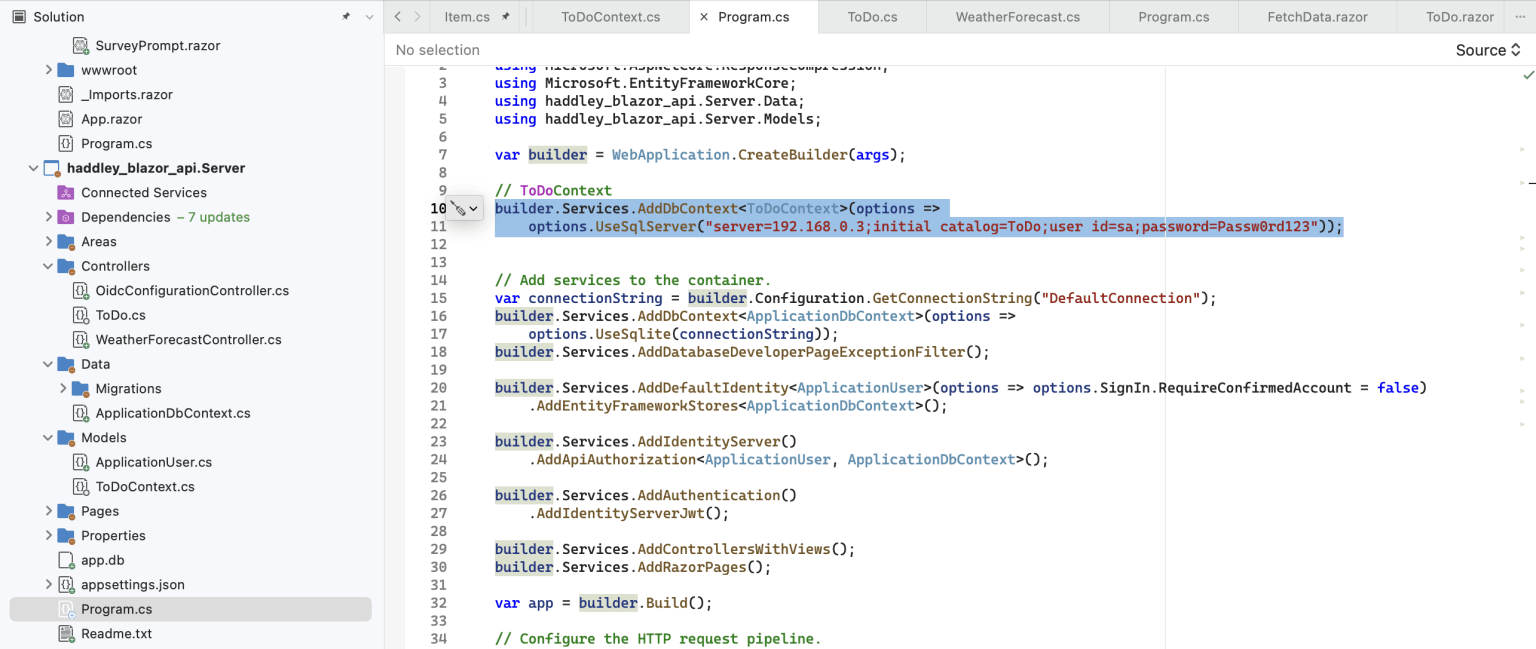 Solution
SurveyPrompt.razor
wwwroot
_Imports.razor
App.razor
Program.cs
haddley_blazor_api.Server
Connected Services
Dependencies – 7 updates
Areas
Controllers
OidcConfigurationController.cs
ToDo.cs
WeatherForecastController.cs
Data
Migrations
ApplicationDbContext.cs
Models
ApplicationUser.cs
ToDoContext.cs
Pages
Properties
app.db
appsettings.json
Program.cs
Readme.txt
Item.cs ToDoContext.cs × Program.cs ToDo.cs WeatherForecast.cs Program.cs FetchData.razor ToDo.razor ...
No selection Source
2 using Microsoft.AspNetCore.ResponseCompression;
3 using Microsoft.EntityFrameworkCore;
4 using haddley_blazor_api.Server.Data;
5 using haddley_blazor_api.Server.Models;
6
7 var builder = WebApplication.CreateBuilder(args);
8
9 // ToDoContext
10 builder.Services.AddDbContext<ToDoContext>(options =>
11 options.UseSqlServer("server=192.168.0.3;initial catalog=ToDo;user id=sa;password=Passw0rd123"));
12
13
14 // Add services to the container.
15 var connectionString = builder.Configuration.GetConnectionString("DefaultConnection");
16 builder.Services.AddDbContext<ApplicationDbContext>(options =>
17 options.UseSqlite(connectionString));
18 builder.Services.AddDatabaseDeveloperPageExceptionFilter();
19
20 builder.Services.AddDefaultIdentity<ApplicationUser>(options => options.SignIn.RequireConfirmedAccount = false)
21 .AddEntityFrameworkStores<ApplicationDbContext>();
22
23 builder.Services.AddIdentityServer()
24 .AddApiAuthorization<ApplicationUser, ApplicationDbContext>();
25
26 builder.Services.AddAuthentication()
27 .AddIdentityServerJwt();
28
29 builder.Services.AddControllersWithViews();
30 builder.Services.AddRazorPages();
31
32 var app = builder.Build();
33
34 // Configure the HTTP request pipeline.